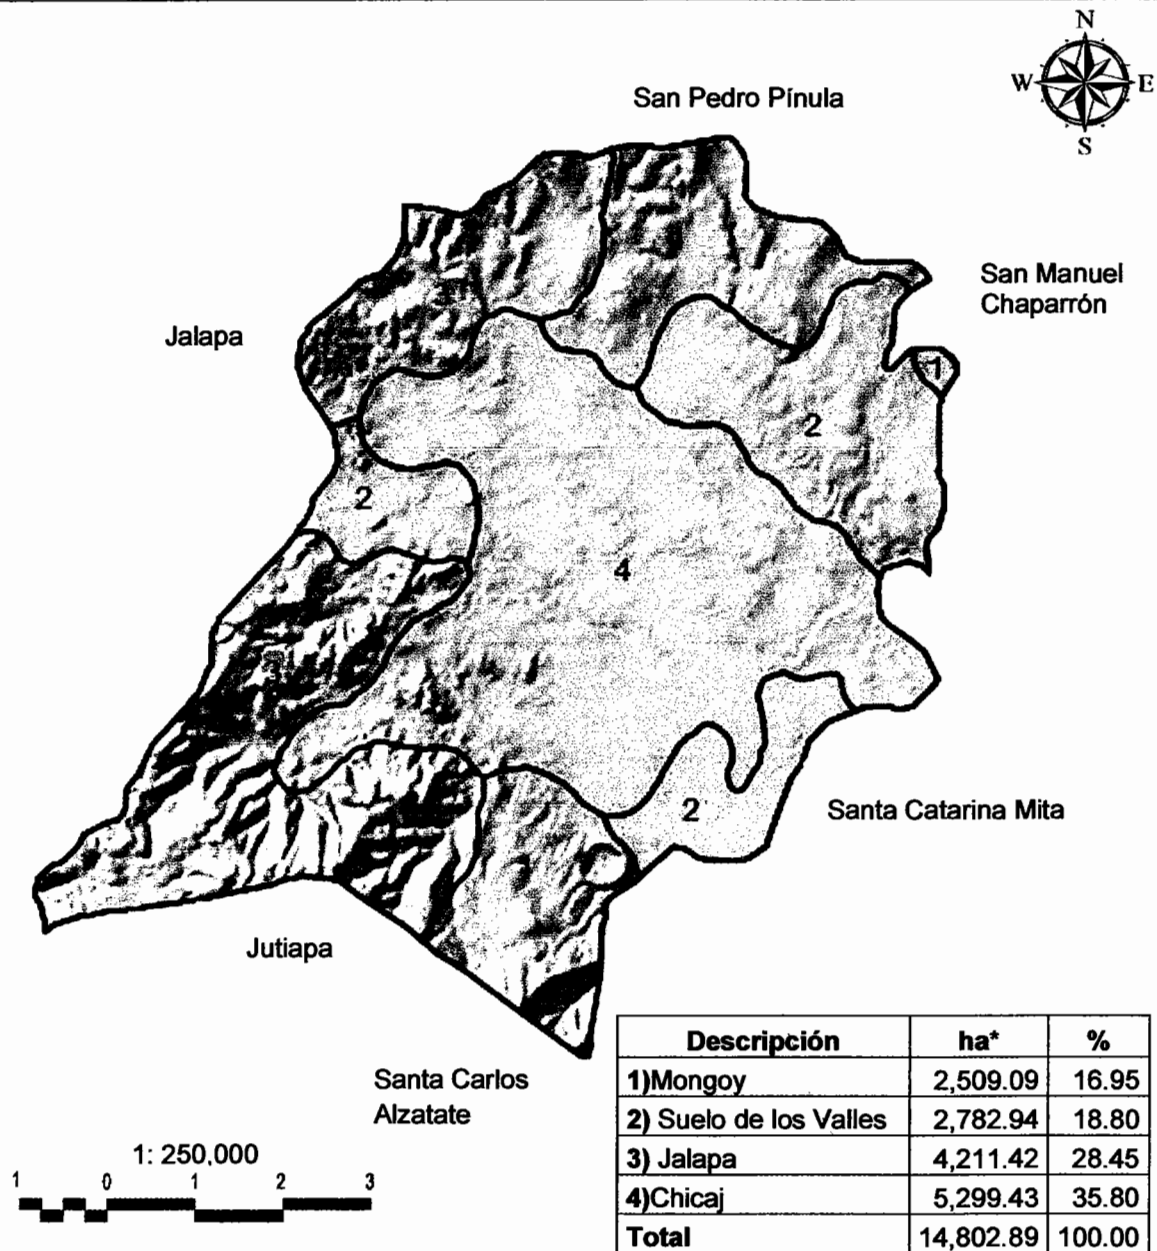 N
W E
S
San Pedro Pínula
San Manuel
Chaparrón
Jalapa
1
2
2
4
3
2
Santa Catarina Mita
Jutiapa
Santa Carlos
Alzatate
1: 250,000
1 0 1 2 3
Descripción ha* %
1)Mongoy 2,509.09 16.95
2) Suelo de los Valles 2,782.94 18.80
3) Jalapa 4,211.42 28.45
4)Chicaj 5,299.43 35.80
Total 14,802.89 100.00